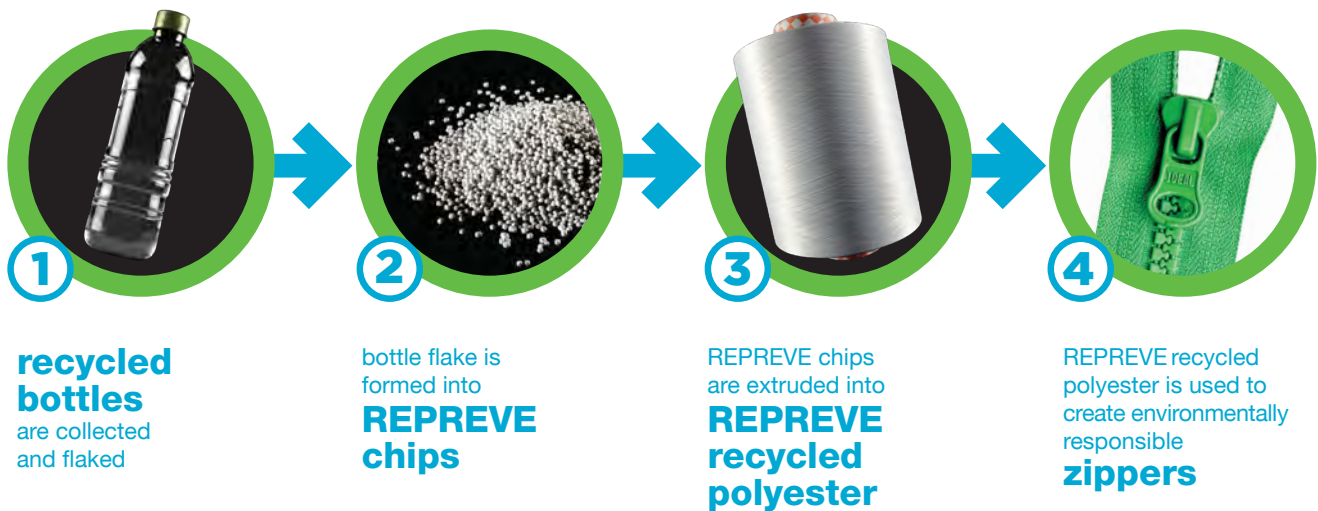 1
recycled
bottles
are collected
and flaked
2
bottle flake is
formed into
REPREVE
chips
3
REPREVE chips
are extruded into
REPREVE
recycled
polyester
IDEAL
4
REPREVE recycled
polyester is used to
create environmentally
responsible
zippers